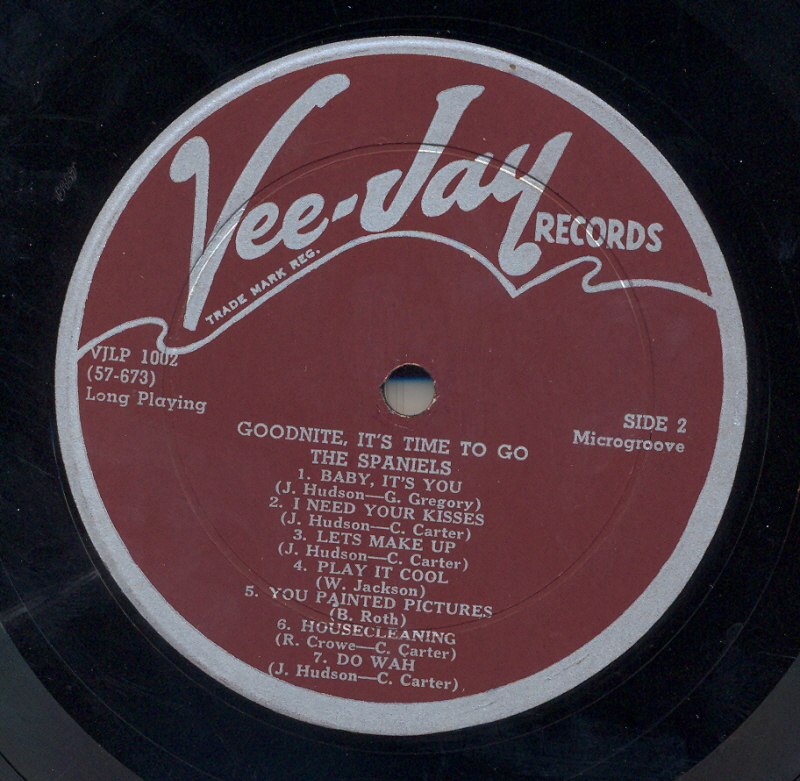 Vee-Jay
RECORDS
TRADE MARK REG.
VJLP 1002
(57-673)
Long Playing
SIDE 2
Microgroove
GOODNITE, IT'S TIME TO GO
THE SPANIELS
1. BABY, IT'S YOU
(J. Hudson—G. Gregory)
2. I NEED YOUR KISSES
(J. Hudson—C. Carter)
3. LETS MAKE UP
(J. Hudson—C. Carter)
4. PLAY IT COOL
(W. Jackson)
5. YOU PAINTED PICTURES
(B. Roth)
6. HOUSECLEANING
(R. Crowe—C. Carter)
7. DO WAH
(J. Hudson—C. Carter)